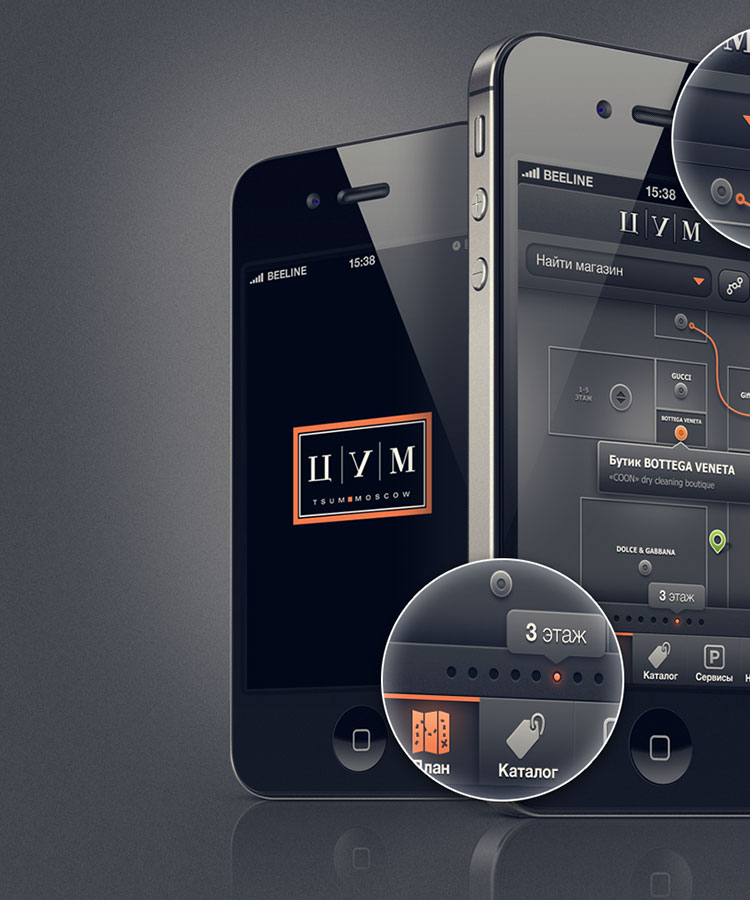 BEELINE
15:38
Ц|У|М
TSUM MOSCOW
BEELINE
15:38
Ц|У|М
Найти магазин
1-5
ЭТАЖ
GUCCI
BOTTEGA VENETA
Бутик BOTTEGA VENETA
«COON» dry cleaning boutique
DOLCE & GABBANA
3 этаж
Каталог
P
Сервисы
3 этаж
План
Каталог